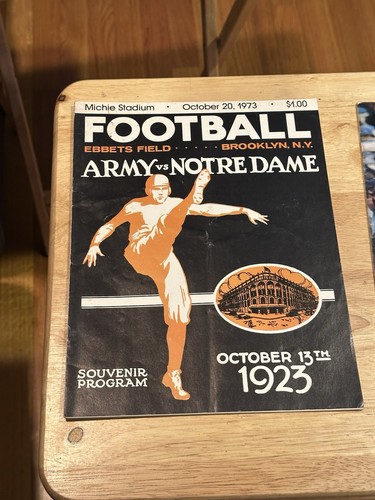 Michie Stadium • October 20, 1973 • $1.00
FOOTBALL
EBBETS FIELD ····· BROOKLYN, N.Y.
ARMY vs NOTRE DAME
SOUVENIR
PROGRAM
OCTOBER 13TH
1923